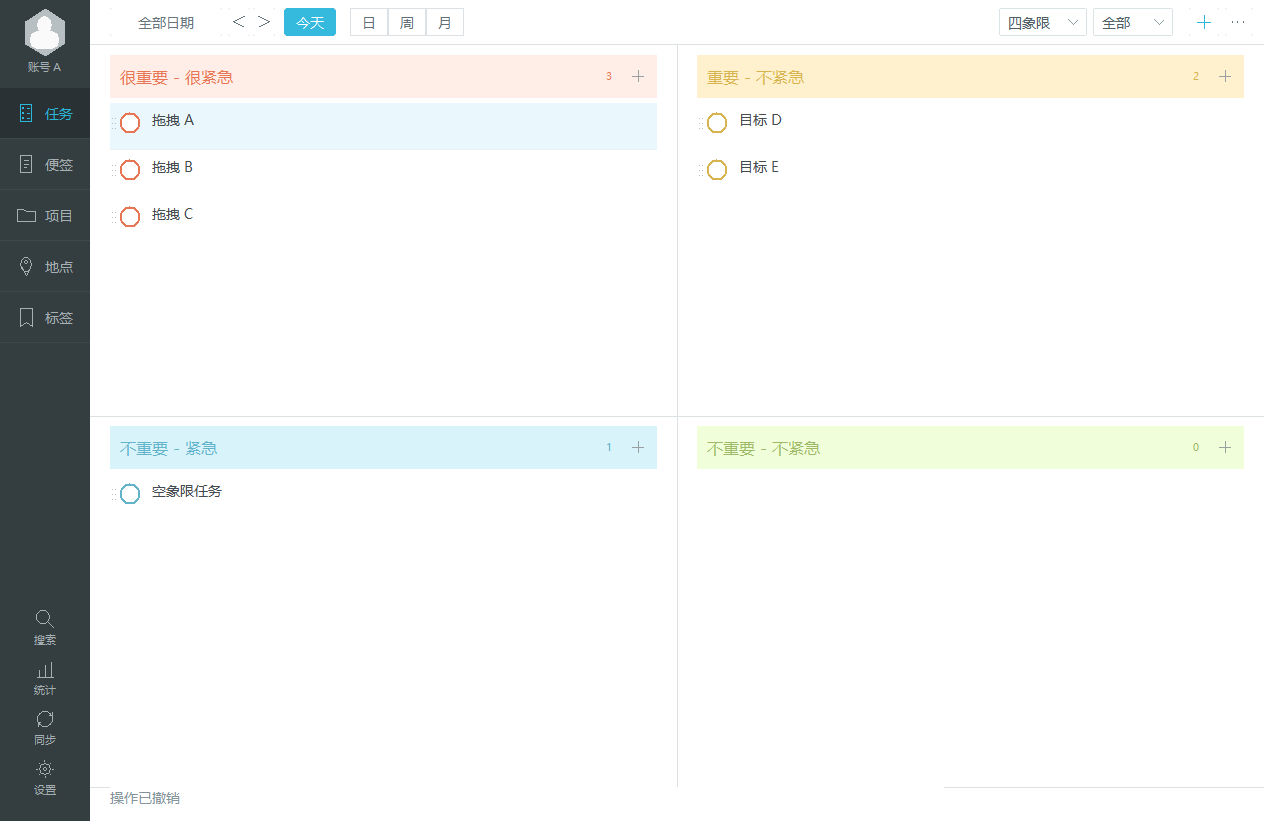 账号 A
任务
便签
项目
地点
标签
搜索
统计
同步
设置
全部日期 < > 今天 日 周 月 四象限 全部
很重要 - 很紧急 3
拖拽 A
拖拽 B
拖拽 C
重要 - 不紧急 2
目标 D
目标 E
不重要 - 紧急 1
空象限任务
不重要 - 不紧急 0
操作已撤销